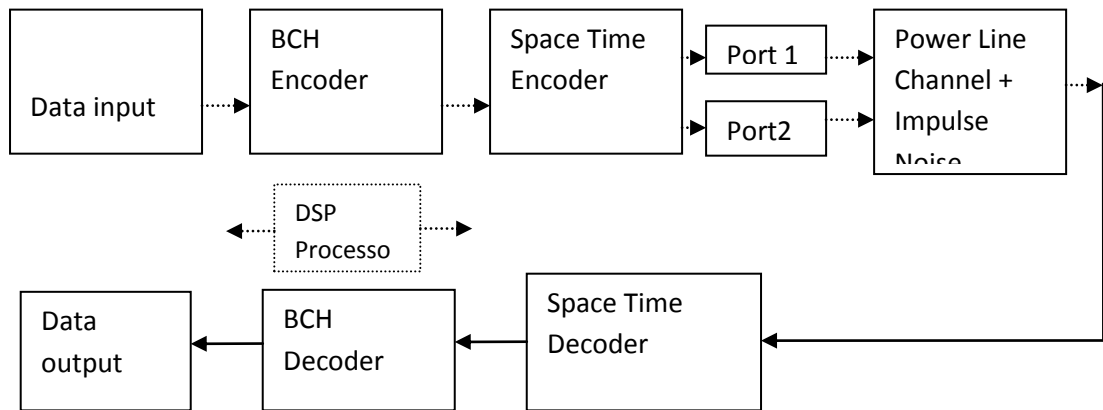 Data input
BCH
Encoder
Space Time
Encoder
Port 1
Port2
Power Line
Channel +
Impulse
Noise
DSP
Processo
Data
output
BCH
Decoder
Space Time
Decoder